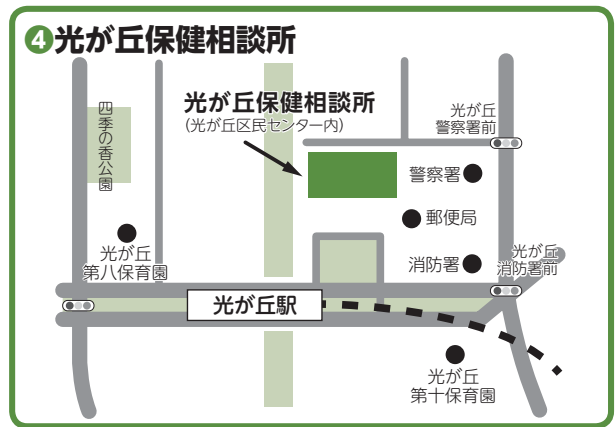 ④光が丘保健相談所
四季の香公園
光が丘保健相談所
(光が丘区民センター内)
光が丘
警察署前
警察署
郵便局
光が丘
第八保育園
消防署
光が丘
消防署前
光が丘駅
光が丘
第十保育園